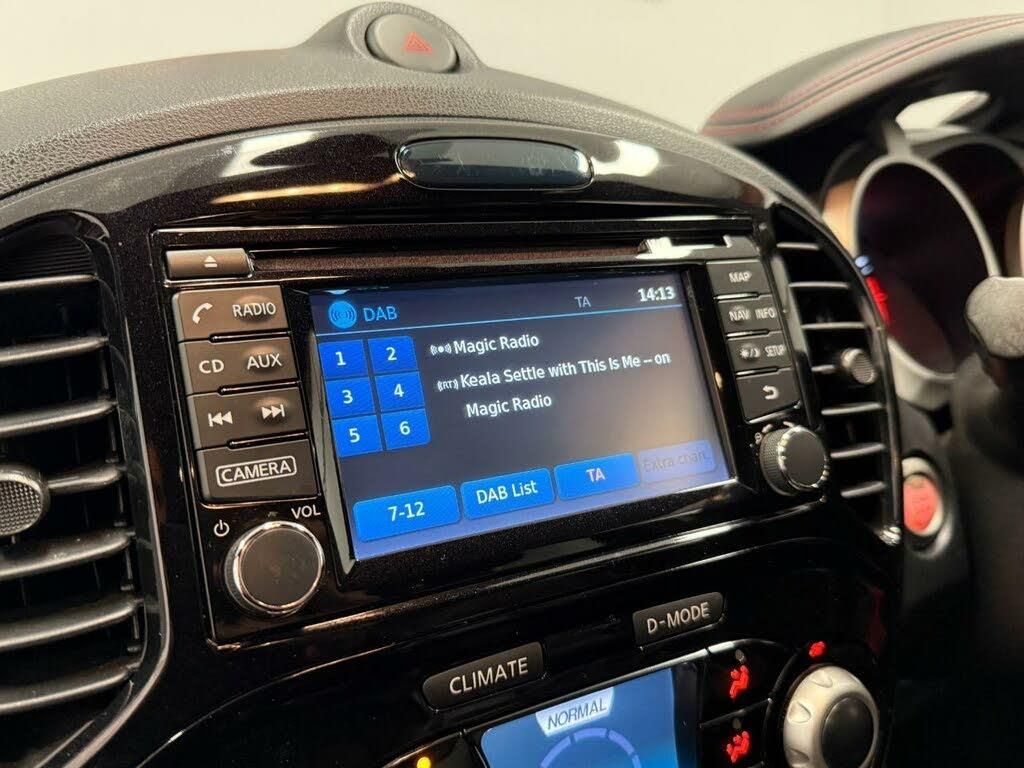 DAB
TA
14:13
1
2
Magic Radio
3
4
Keala Settle with This Is Me -- on
Magic Radio
5
6
7-12
DAB List
TA
Extra chan.
RADIO
CD
AUX
CAMERA
VOL
MAP
NAV
INFO
SETUP
CLIMATE
D-MODE
NORMAL